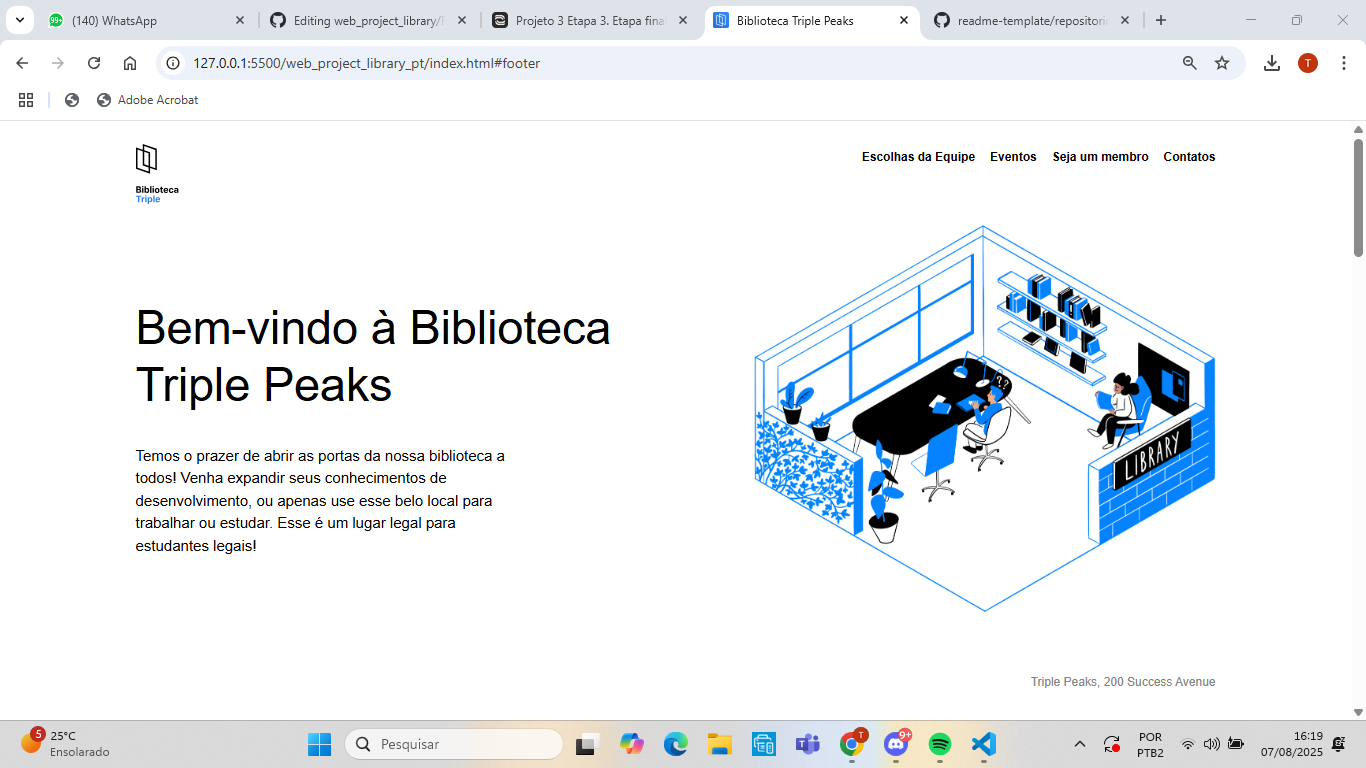 (140) WhatsApp
Editing web_project_library/
Projeto 3 Etapa 3. Etapa fina
Biblioteca Triple Peaks
readme-template/repositori
127.0.0.1:5500/web_project_library_pt/index.html#footer
T
Adobe Acrobat
Biblioteca
Triple
Escolhas da Equipe
Eventos
Seja um membro
Contatos
Bem-vindo à Biblioteca
Triple Peaks
Temos o prazer de abrir as portas da nossa biblioteca a
todos! Venha expandir seus conhecimentos de
desenvolvimento, ou apenas use esse belo local para
trabalhar ou estudar. Esse é um lugar legal para
estudantes legais!
??
LIBRARY
Triple Peaks, 200 Success Avenue
5
25°C
Ensolarado
Pesquisar
T
9+
POR
PTB2
16:19
07/08/2025